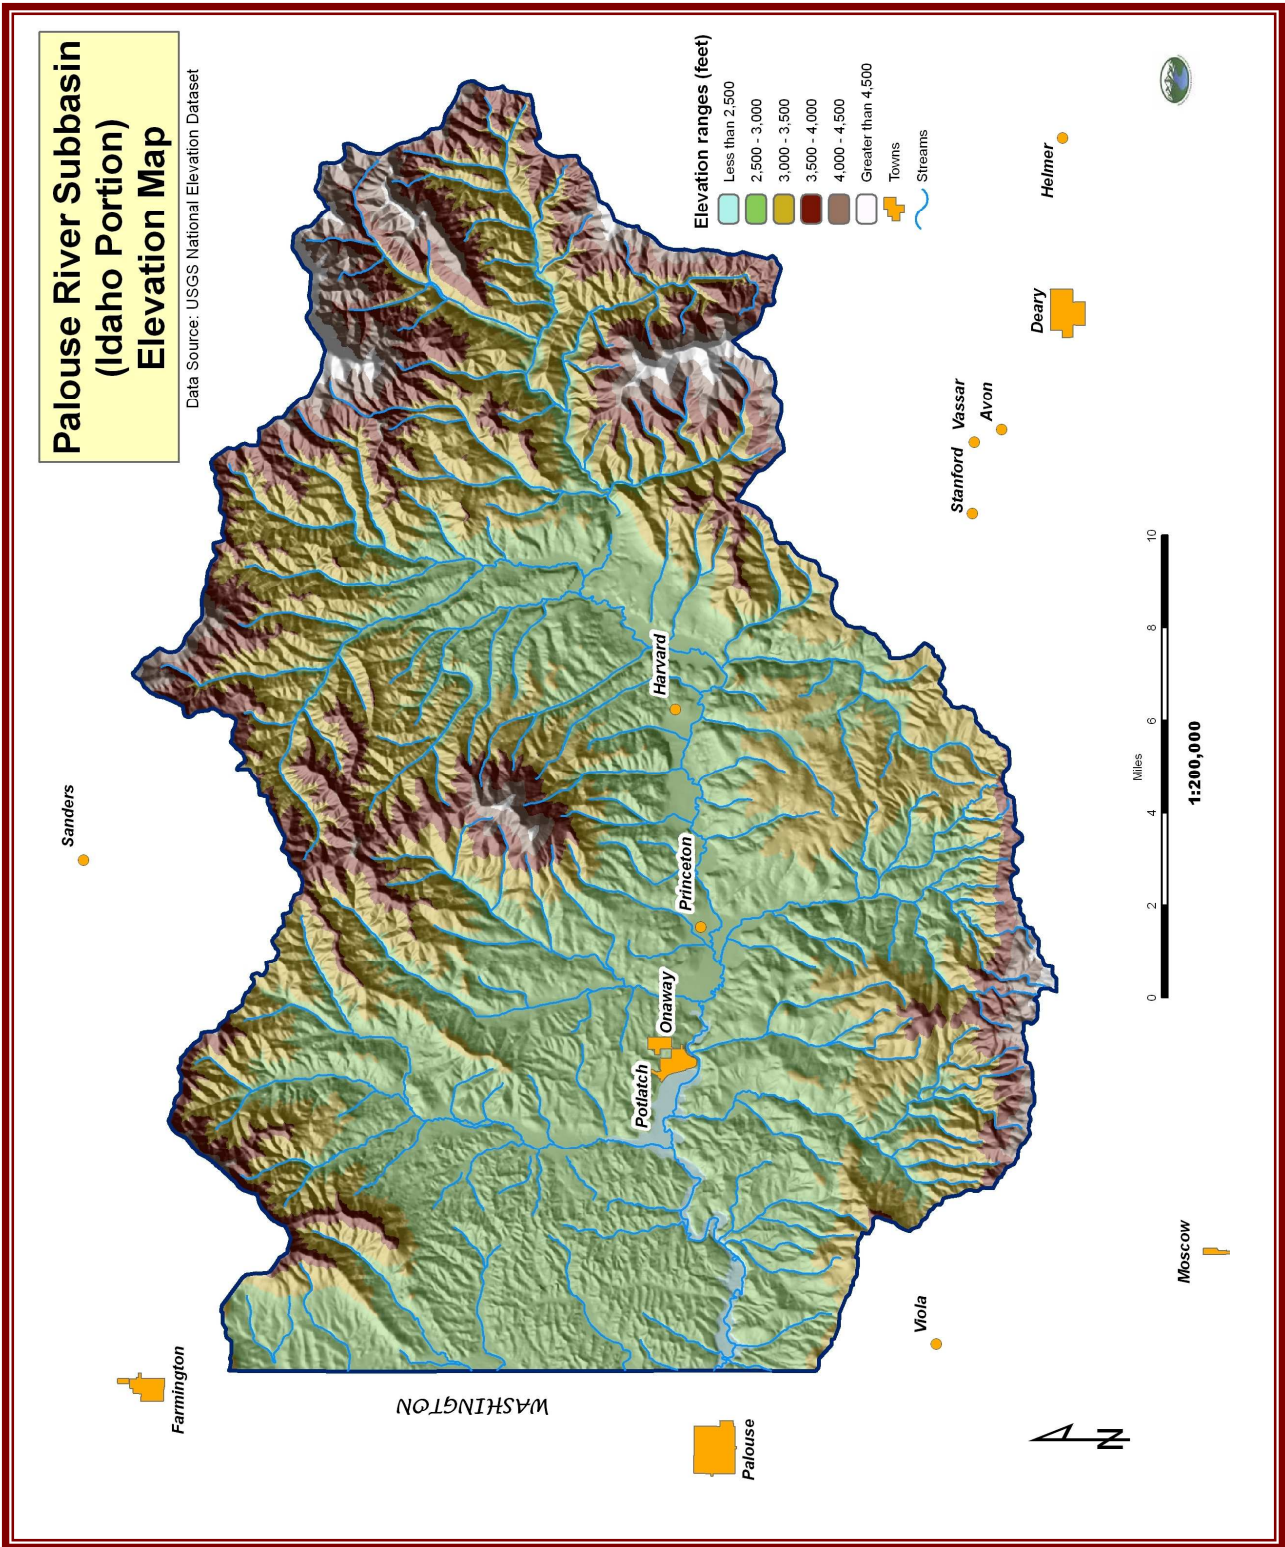 Palouse River Subbasin
(Idaho Portion)
Elevation Map
Data Source: USGS National Elevation Dataset
Elevation ranges (feet)
Less than 2,500
2,500 - 3,000
3,000 - 3,500
3,500 - 4,000
4,000 - 4,500
Greater than 4,500
Towns
Streams
Farmington
Sanders
WASHINGTON
Palouse
Potlatch
Onaway
Princeton
Harvard
Viola
Moscow
Stanford
Vassar
Avon
Deary
Helmer
N
Miles
0 2 4 6 8 10
1:200,000